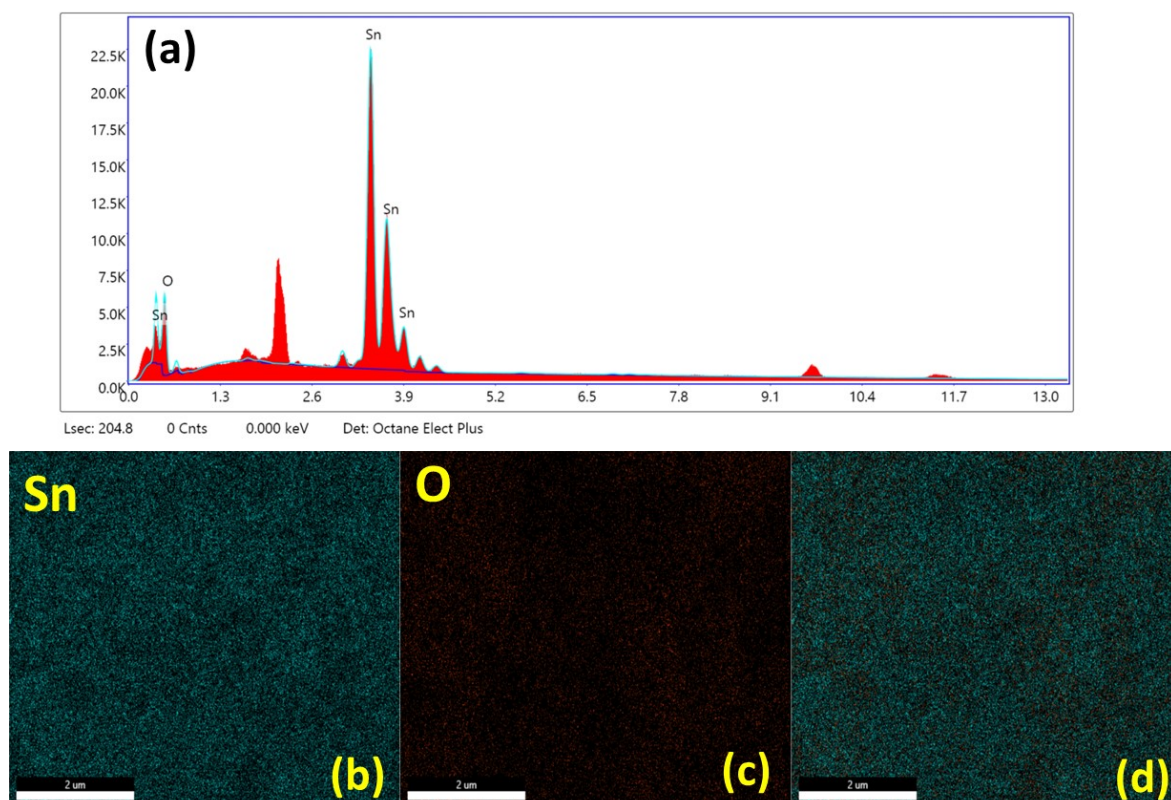 (a)
22.5K
20.0K
17.5K
15.0K
12.5K
10.0K
7.5K
5.0K
2.5K
0.0K
Sn
Sn
Sn
O
Sn
0.0 1.3 2.6 3.9 5.2 6.5 7.8 9.1 10.4 11.7 13.0
Lsec: 204.8 0 Cnts 0.000 keV Det: Octane Elect Plus
Sn
2 um
(b)
O
2 um
(c)
2 um
(d)